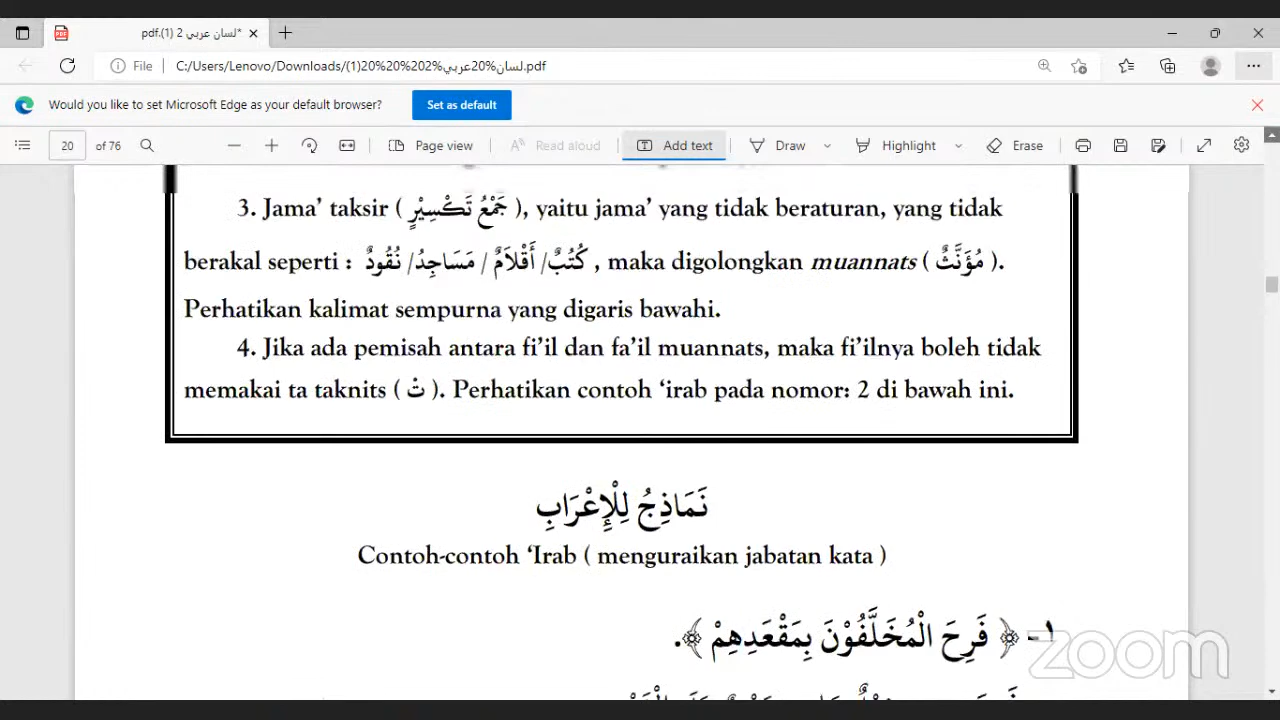 *لسان عربي 2 (1).pdf
File C:/Users/Lenovo/Downloads/(1)20%20%202%لسان%20عربي.pdf
Would you like to set Microsoft Edge as your default browser? Set as default
20 of 76 Page view Read aloud Add text Draw Highlight Erase
3. Jama' taksir ( جَمْعُ تَكْسِيْرٍ ), yaitu jama' yang tidak beraturan, yang tidak
berakal seperti : كُتُبٌ/ أَقْلاَمٌ / مَسَاجِدُ/ نُقُودٌ , maka digolongkan muannats ( مُؤَنَّثٌ ).
Perhatikan kalimat sempurna yang digaris bawahi.
4. Jika ada pemisah antara fi'il dan fa'il muannats, maka fi'ilnya boleh tidak
memakai ta taknits ( تْ ). Perhatikan contoh 'irab pada nomor: 2 di bawah ini.
نَمَاذِجُ لِلْإِعْرَابِ
Contoh-contoh 'Irab ( menguraikan jabatan kata )
١- ﴿ فَرِحَ الْمُخَلَّفُوْنَ بِمَقْعَدِهِمْ ﴾.
zoom